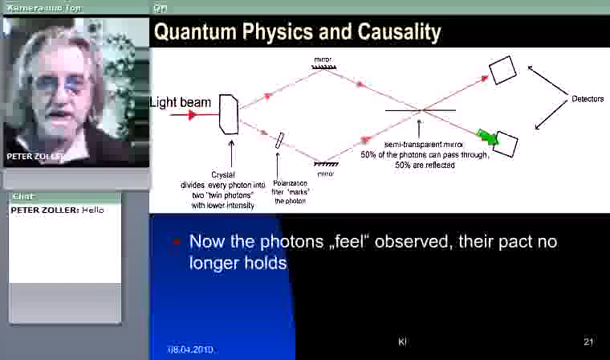 Kamera und Ton
Quantum Physics and Causality
mirror
Light beam
Detectors
PETER ZOLLER
semi-transparent mirror
50% of the photons can pass through,
50% are reflected
Crystal
divides every photon into
two "twin photons"
with lower intensity
Polarization
filter "marks"
the photon
mirror
Chat
PETER ZOLLER: Hello
Now the photons „feel“ observed, their pact no
longer holds
08.04.2010
KI
21